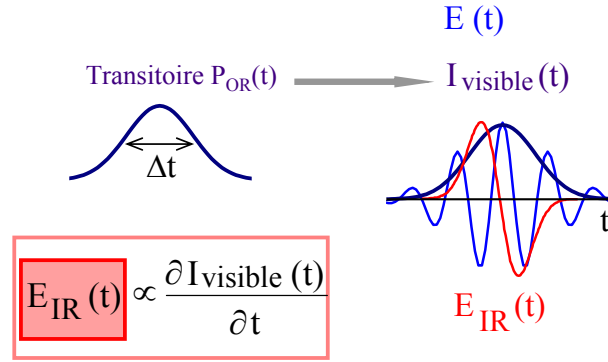 E (t)
Transitoire P_OR(t)
I_visible (t)
Δt
t
E_IR (t) ∝ ∂I_visible (t) / ∂t
E_IR (t)